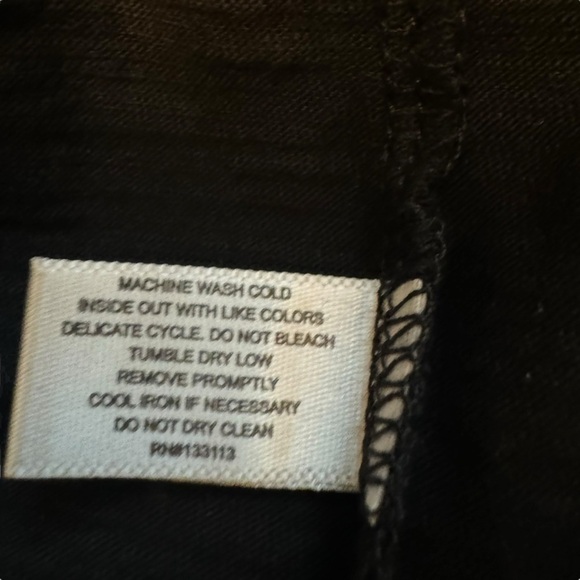 MACHINE WASH COLD
INSIDE OUT WITH LIKE COLORS
DELICATE CYCLE. DO NOT BLEACH
TUMBLE DRY LOW
REMOVE PROMPTLY
COOL IRON IF NECESSARY
DO NOT DRY CLEAN
RN#133113